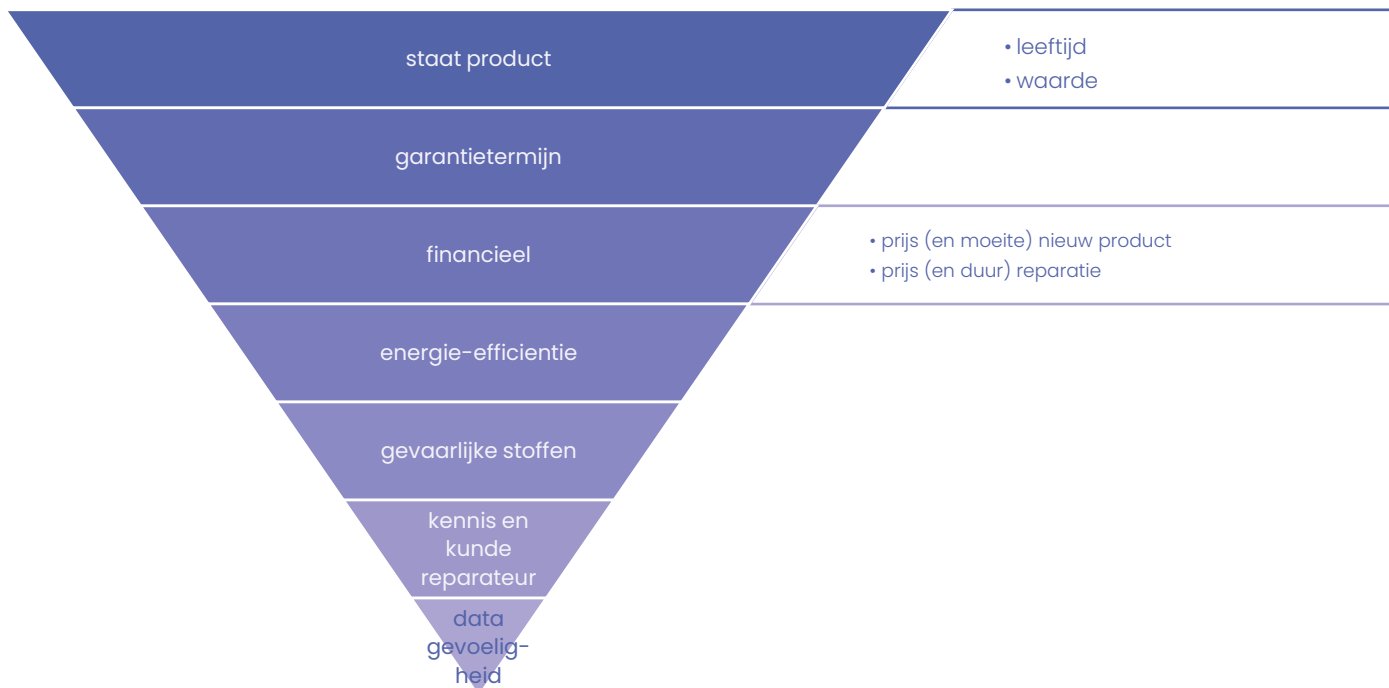 staat product
• leeftijd
• waarde
garantietermijn
financieel
• prijs (en moeite) nieuw product
• prijs (en duur) reparatie
energie-efficientie
gevaarlijke stoffen
kennis en
kunde
reparateur
data
gevoelig-
heid